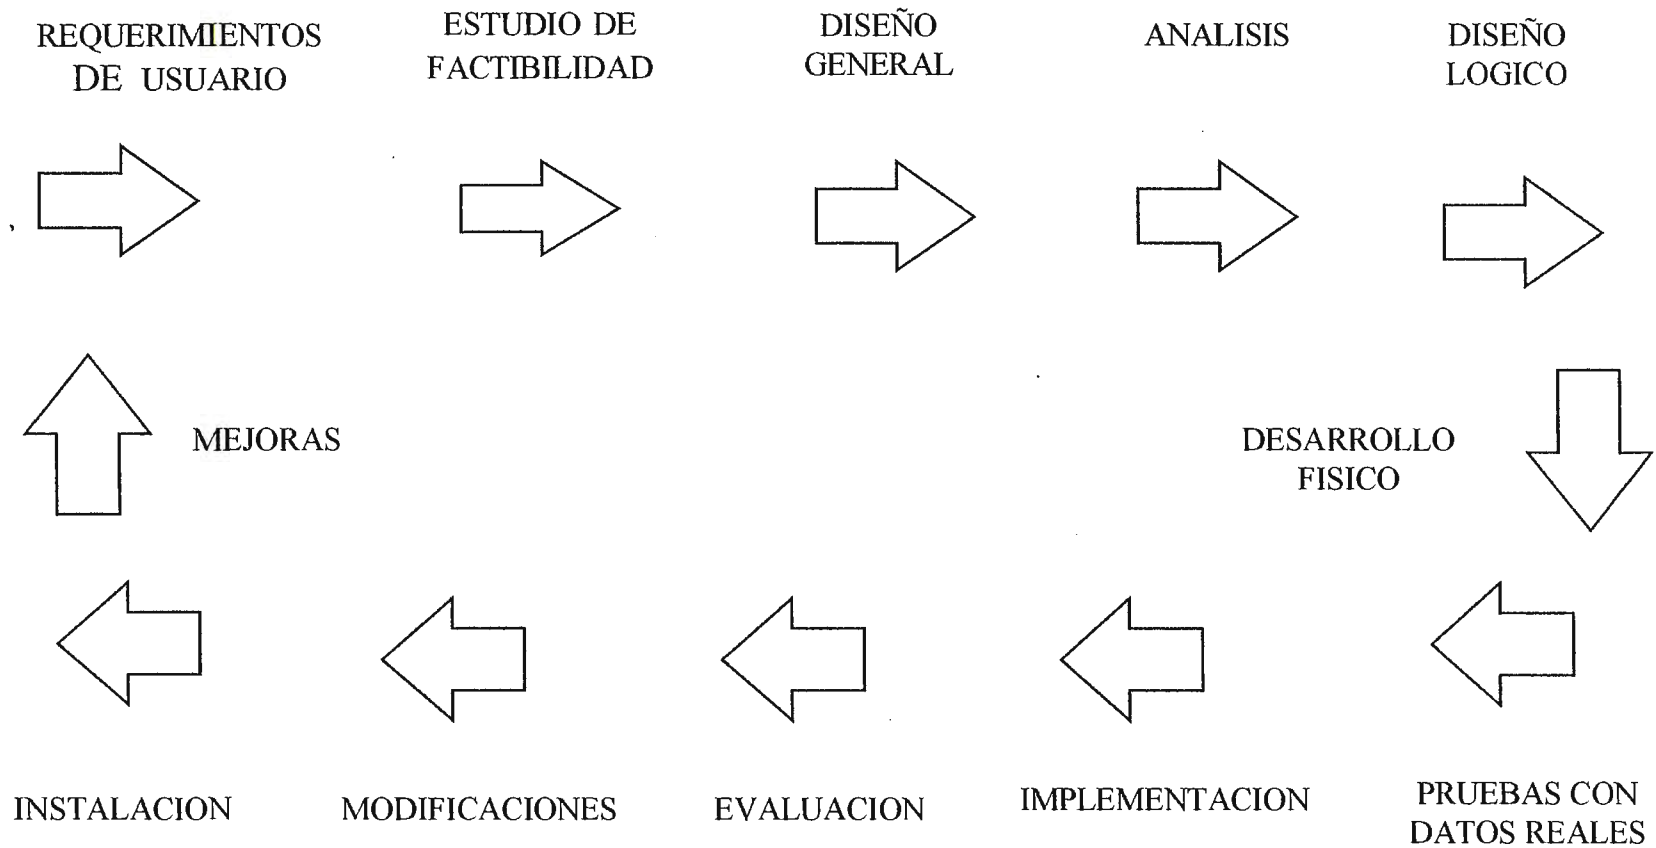 REQUERIMIENTOS
DE USUARIO
ESTUDIO DE
FACTIBILIDAD
DISEÑO
GENERAL
ANALISIS
DISEÑO
LOGICO
MEJORAS
DESARROLLO
FISICO
INSTALACION
MODIFICACIONES
EVALUACION
IMPLEMENTACION
PRUEBAS CON
DATOS REALES